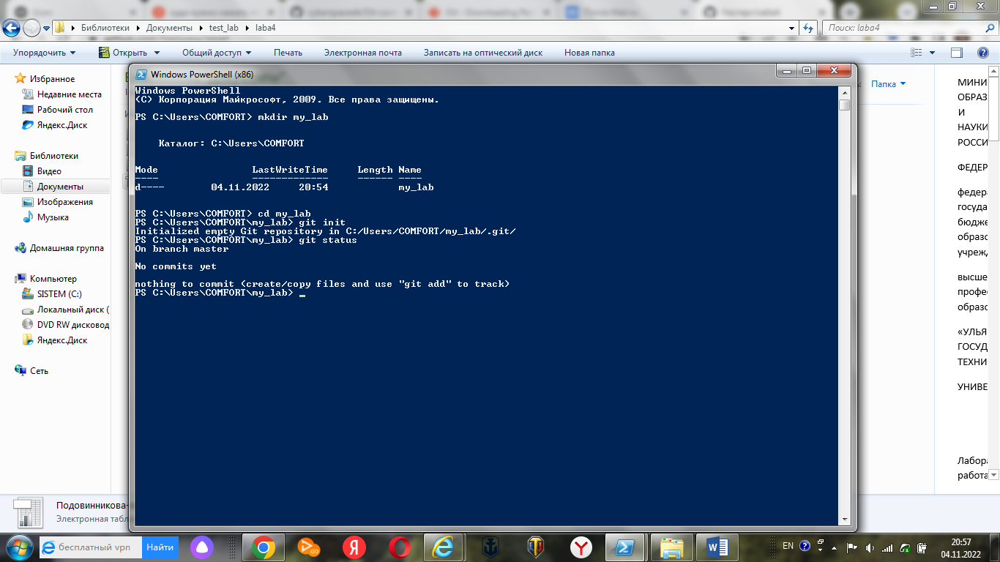 Библиотеки Документы test_lab laba4
Поиск: laba4
Упорядочить Открыть Общий доступ Печать Электронная почта Записать на оптический диск Новая папка
Избранное
Недавние места
Рабочий стол
Яндекс.Диск
Библиотеки
Видео
Документы
Изображения
Музыка
Домашняя группа
Компьютер
SISTEM (C:)
Локальный диск (
DVD RW дисковод
Яндекс.Диск
Сеть
Windows PowerShell (x86)
Windows PowerShell
(C) Корпорация Майкрософт, 2009. Все права защищены.
PS C:\Users\COMFORT> mkdir my_lab
Каталог: C:\Users\COMFORT
Mode LastWriteTime Length Name
---- ------------- ------ ----
d---- 04.11.2022 20:54 my_lab
PS C:\Users\COMFORT> cd my_lab
PS C:\Users\COMFORT\my_lab> git init
Initialized empty Git repository in C:/Users/COMFORT/my_lab/.git/
PS C:\Users\COMFORT\my_lab> git status
On branch master
No commits yet
nothing to commit (create/copy files and use "git add" to track)
PS C:\Users\COMFORT\my_lab> _
Папка
МИНИ
ОБРАЗ
И
НАУКИ
РОССИ
ФЕДЕР
федера
госуда
бюдже
образо
учрежд
высше
профе
образо
«УЛЬЯ
ГОСУД
ТЕХНИ
УНИВЕ
Лабора
работа
Подовинникова-
Электронная табл
бесплатный vpn Найти
EN
20:57
04.11.2022